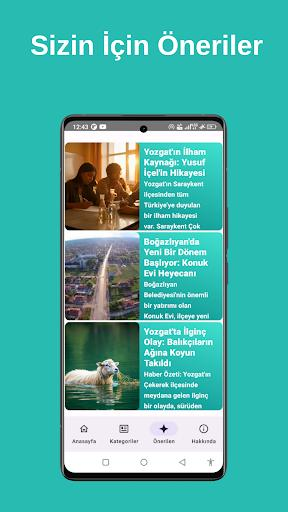 Sizin İçin Öneriler
12:43
Yozgat'ın İlham
Kaynağı: Yusuf
İçel'in Hikayesi
Yozgat'ın Saraykent
ilçesinden tüm
Türkiye'ye duyulan
bir ilham hikayesi
var. Saraykent Çok
Boğazlıyan'da
Yeni Bir Dönem
Başlıyor: Konuk
Evi Heyecanı
Boğazlıyan
Belediyesi'nin önemli
bir yatırımı olan
Konuk Evi, ilçeye yeni
Yozgat'ta İlginç
Olay: Balıkçıların
Ağına Koyun
Takıldı
Haber Özeti: Yozgat'ın
Çekerek ilçesinde
meydana gelen ilginç
bir olayda, sürüden
Anasayfa Kategoriler Önerilen Hakkında